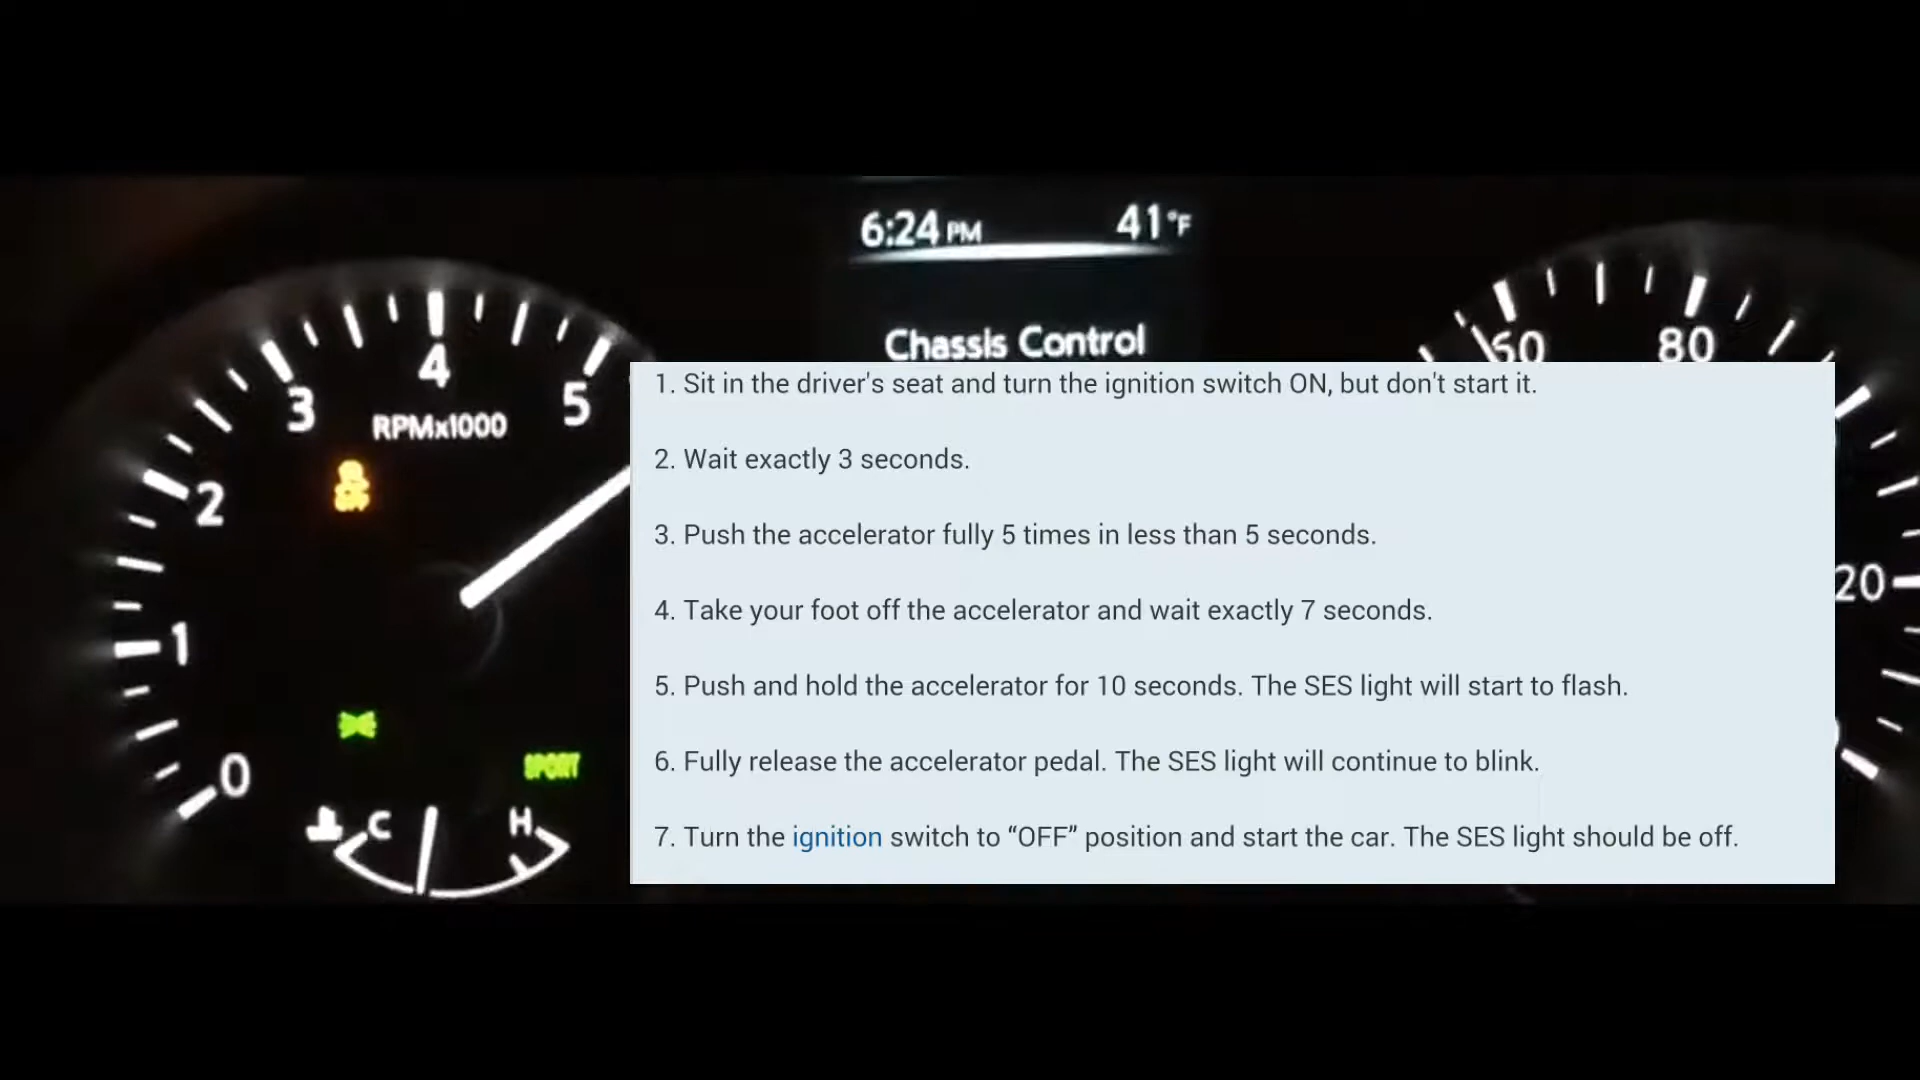 6:24 PM 41°F
Chassis Control
4
3 5
RPMx1000
2
1
0
SPORT
C H
60 80
20
1. Sit in the driver's seat and turn the ignition switch ON, but don't start it.
2. Wait exactly 3 seconds.
3. Push the accelerator fully 5 times in less than 5 seconds.
4. Take your foot off the accelerator and wait exactly 7 seconds.
5. Push and hold the accelerator for 10 seconds. The SES light will start to flash.
6. Fully release the accelerator pedal. The SES light will continue to blink.
7. Turn the ignition switch to “OFF” position and start the car. The SES light should be off.